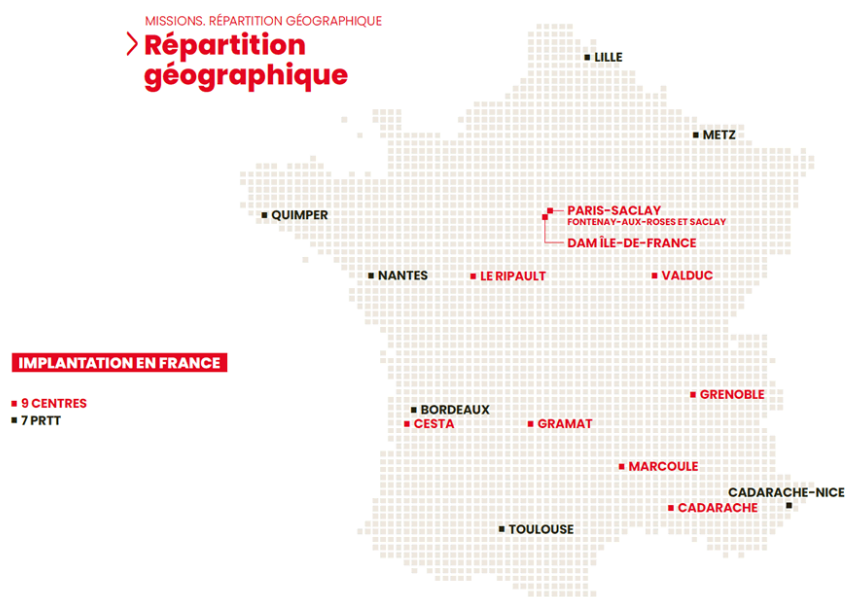 MISSIONS. RÉPARTITION GÉOGRAPHIQUE
Répartition
géographique
LILLE
METZ
PARIS-SACLAY
FONTENAY-AUX-ROSES ET SACLAY
QUIMPER
DAM ÎLE-DE-FRANCE
NANTES
LE RIPAULT
VALDUC
IMPLANTATION EN FRANCE
9 CENTRES
7 PRTT
GRENOBLE
BORDEAUX
CESTA
GRAMAT
MARCOULE
CADARACHE-NICE
CADARACHE
TOULOUSE